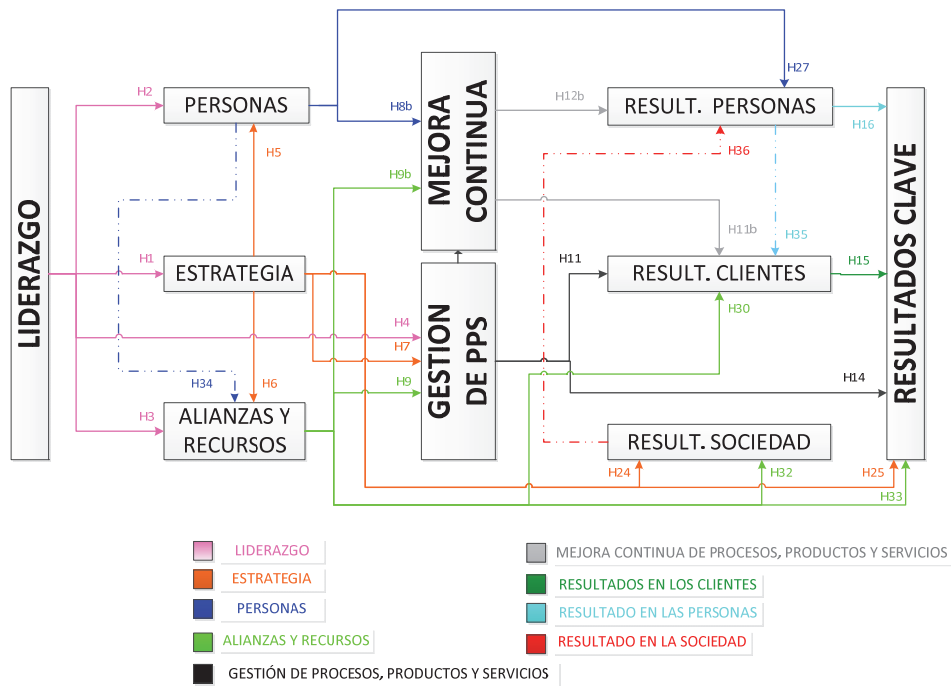 LIDERAZGO
H2
PERSONAS
H5
H1
ESTRATEGIA
H4
H7
H34
H6
H9
H3
ALIANZAS Y
RECURSOS
H8b
H9b
MEJORA
CONTINUA
GESTION
DE PPS
H27
H12b
RESULT. PERSONAS
H16
H36
H11b
H35
H11
RESULT. CLIENTES
H15
H30
H14
RESULT. SOCIEDAD
H24
H32
H25
H33
RESULTADOS CLAVE
LIDERAZGO
ESTRATEGIA
PERSONAS
ALIANZAS Y RECURSOS
GESTIÓN DE PROCESOS, PRODUCTOS Y SERVICIOS
MEJORA CONTINUA DE PROCESOS, PRODUCTOS Y SERVICIOS
RESULTADOS EN LOS CLIENTES
RESULTADO EN LAS PERSONAS
RESULTADO EN LA SOCIEDAD